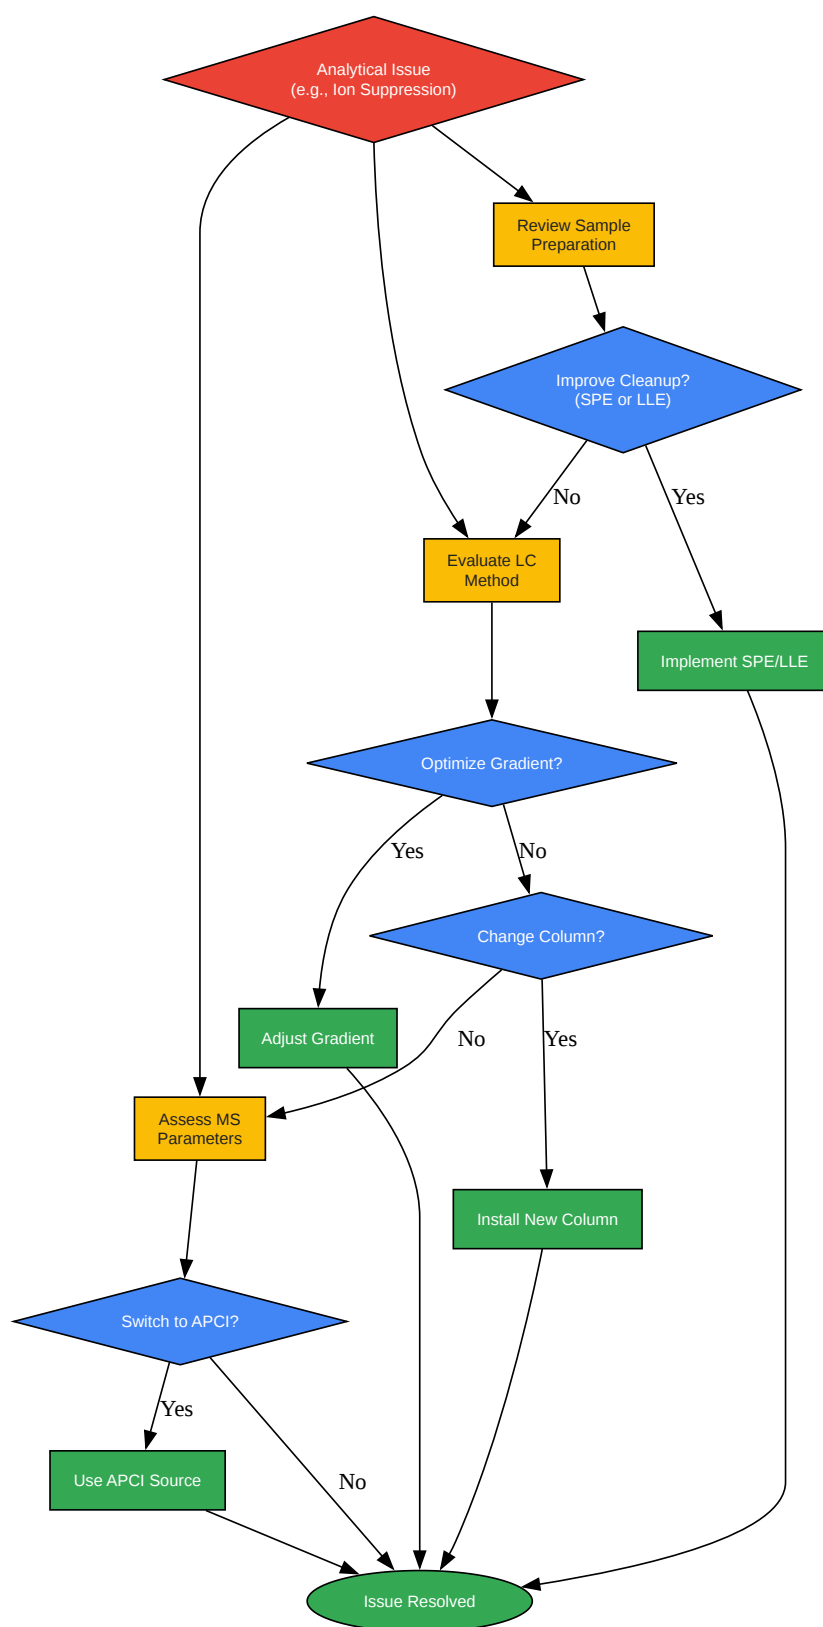 Analytical Issue
(e.g., Ion Suppression)
Review Sample
Preparation
Improve Cleanup?
(SPE or LLE)
No
Yes
Evaluate LC
Method
Implement SPE/LLE
Optimize Gradient?
Yes
No
Change Column?
Adjust Gradient
No
Yes
Assess MS
Parameters
Install New Column
Switch to APCI?
Yes
Use APCI Source
No
Issue Resolved